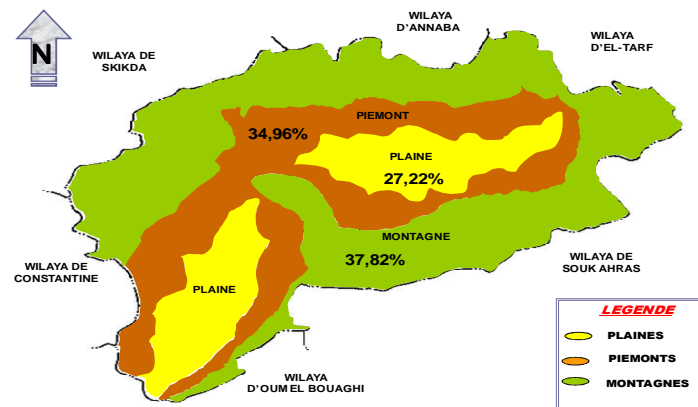 WILAYA
D'ANNABA
WILAYA
D'EL-TARF
WILAYA DE
SKIKDA
N
PIEMONT
34,96%
PLAINE
27,22%
MONTAGNE
37,82%
WILAYA DE
SOUK AHRAS
WILAYA DE
CONSTANTINE
PLAINE
WILAYA
D'OUM EL BOUAGHI
LEGENDE
PLAINES
PIEMONTS
MONTAGNES